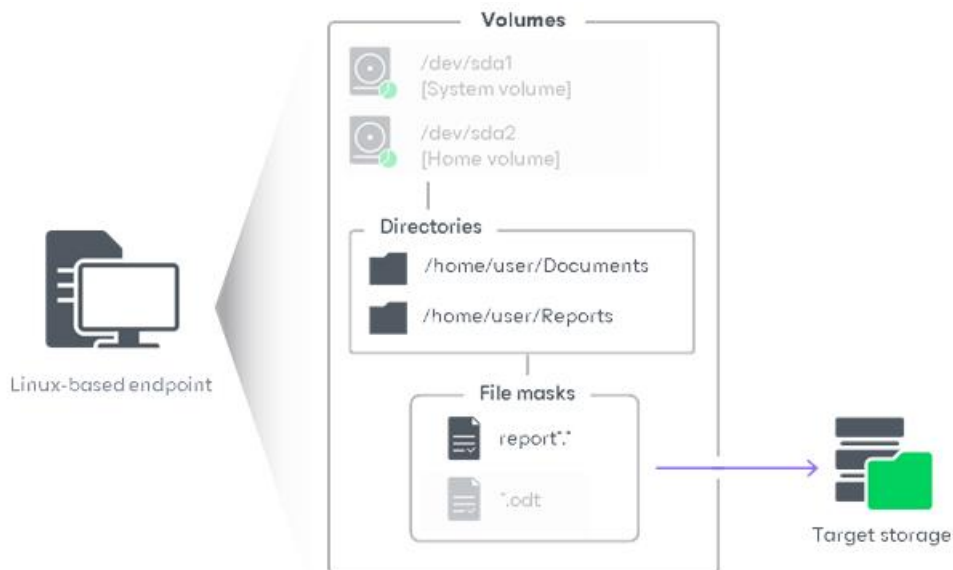 Volumes
/dev/sda1
[System volume]
/dev/sda2
[Home volume]
Directories
/home/user/Documents
/home/user/Reports
Linux-based endpoint
File masks
report*.*
*.odt
Target storage